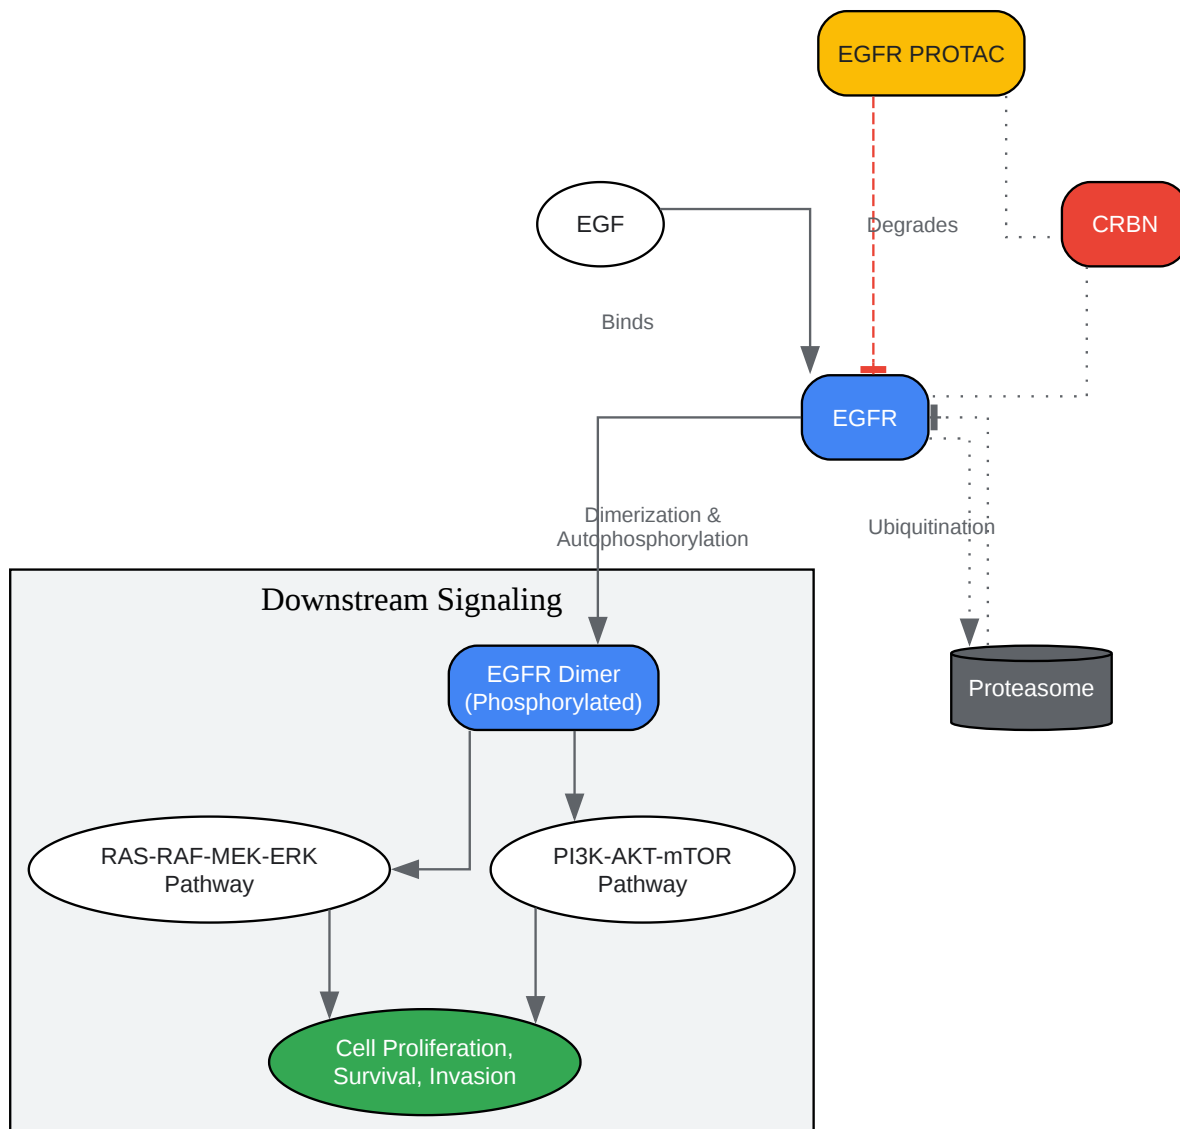 EGFR PROTAC
EGF
Degrades
CRBN
Binds
EGFR
Dimerization &
Autophosphorylation
Ubiquitination
Downstream Signaling
EGFR Dimer
(Phosphorylated)
Proteasome
RAS-RAF-MEK-ERK
Pathway
PI3K-AKT-mTOR
Pathway
Cell Proliferation,
Survival, Invasion